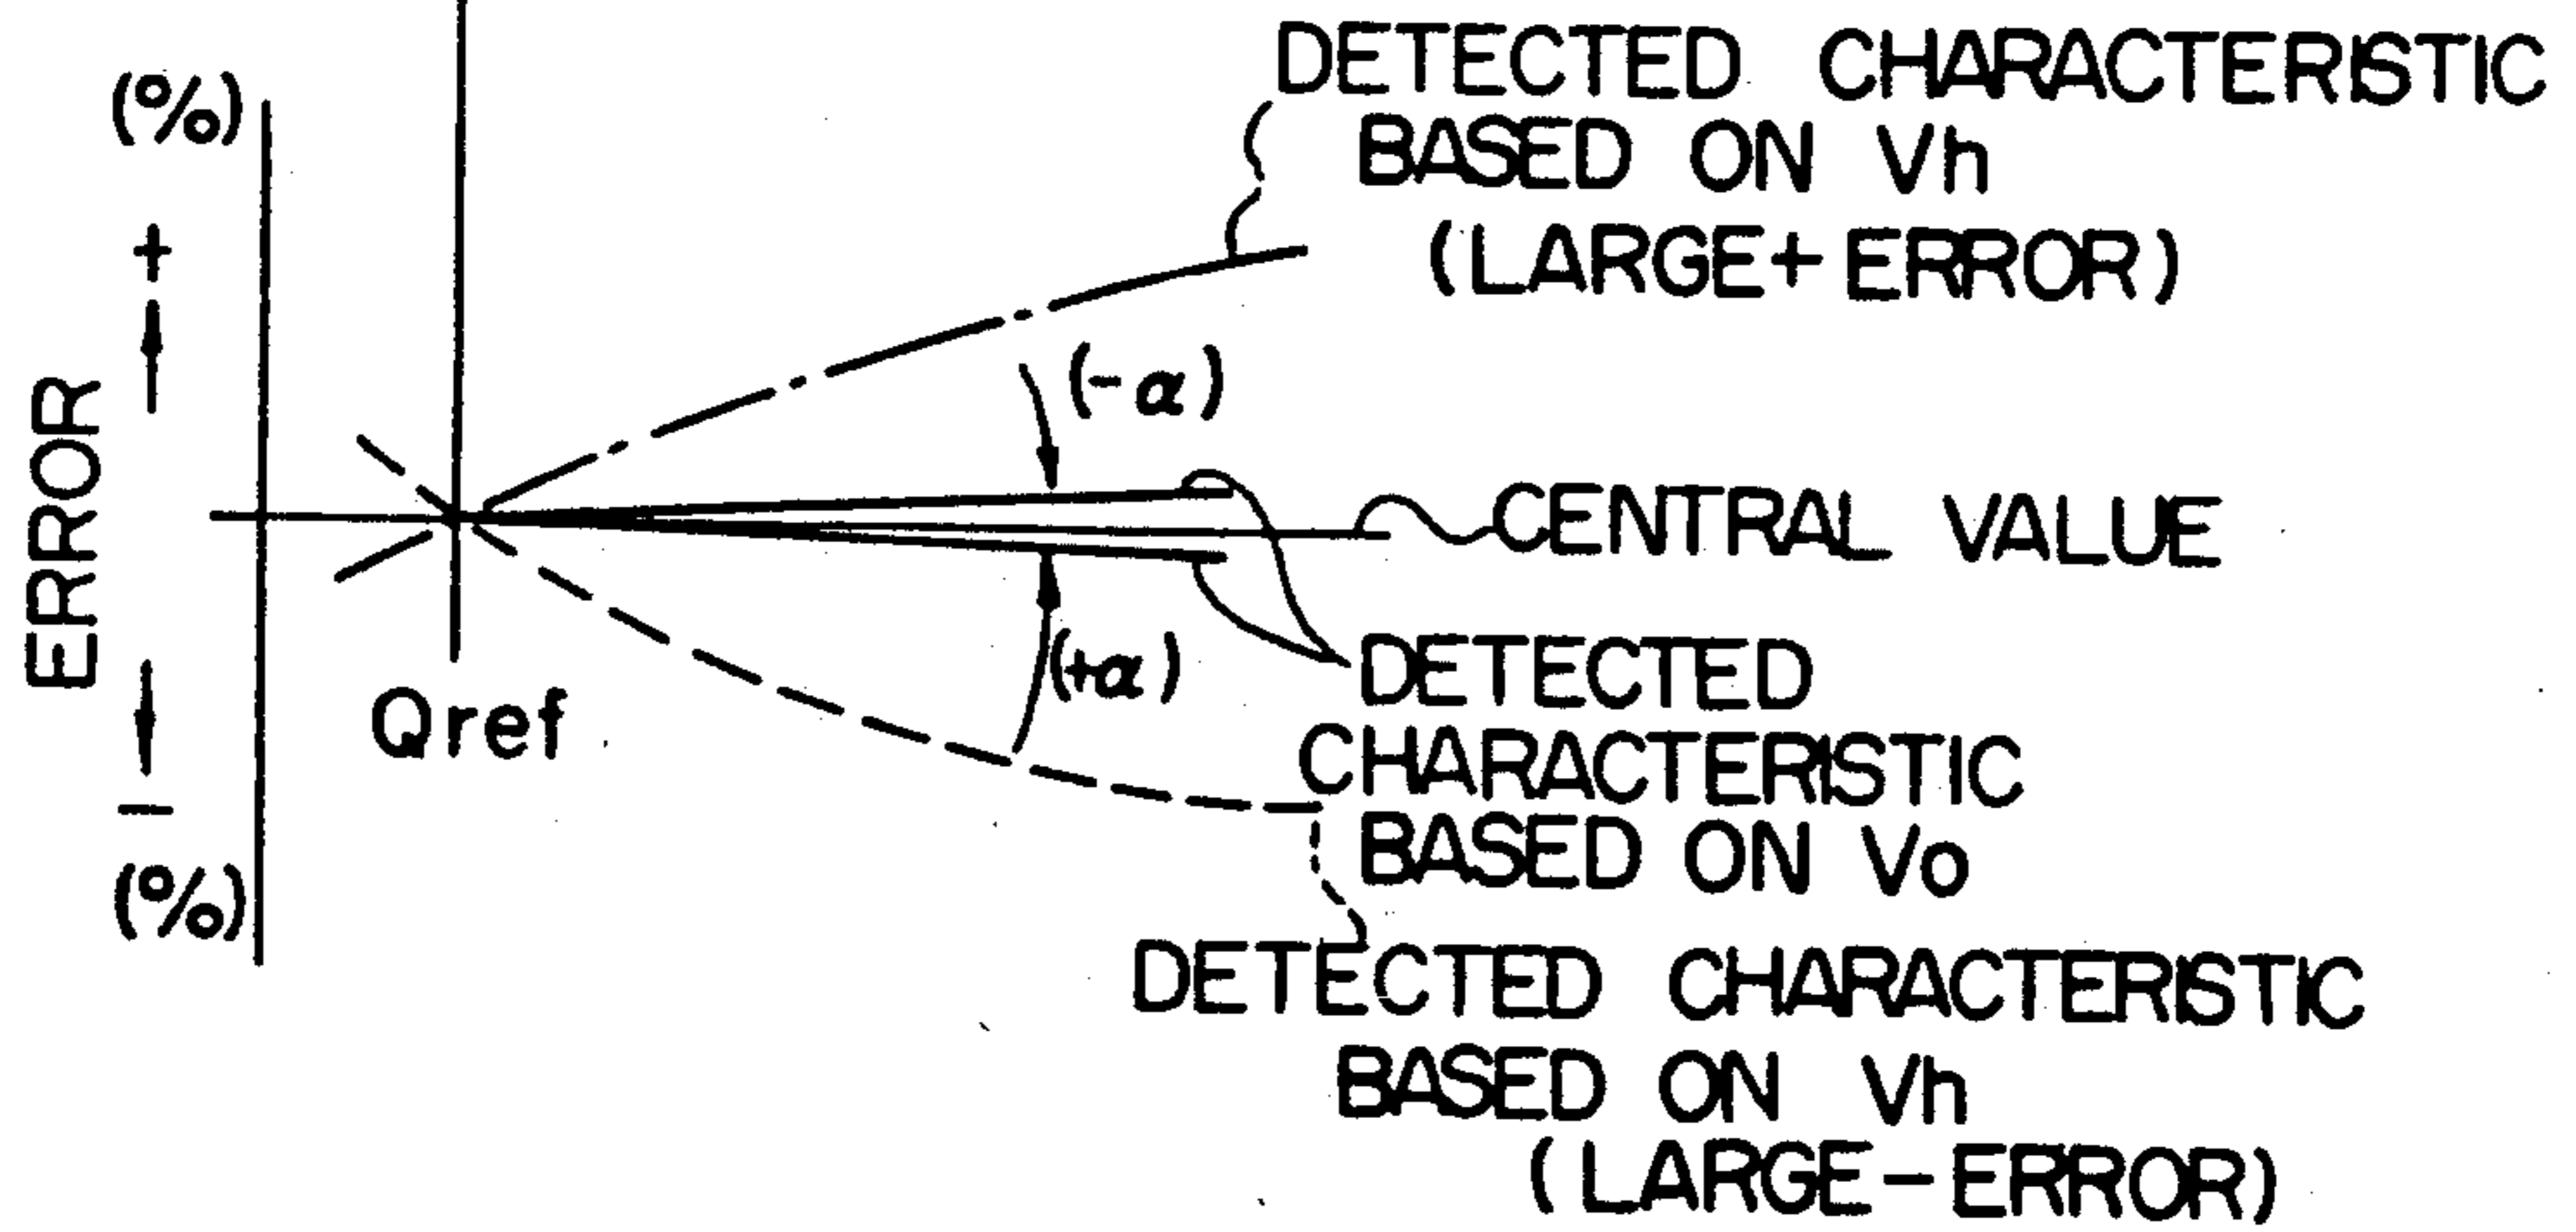 (%)
+
ERROR
−
(%)
Qref
DETECTED CHARACTERISTIC
BASED ON Vh
(LARGE+ ERROR)
(-α)
CENTRAL VALUE
(+α)
DETECTED
CHARACTERISTIC
BASED ON Vo
DETECTED CHARACTERISTIC
BASED ON Vh
(LARGE− ERROR)